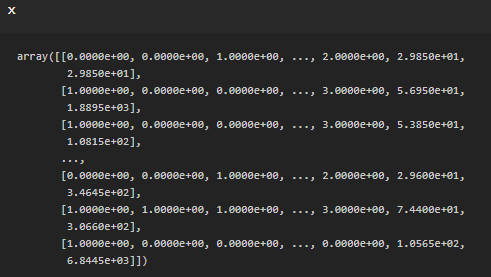 x
array([[0.0000e+00, 0.0000e+00, 1.0000e+00, ..., 2.0000e+00, 2.9850e+01,
2.9850e+01],
[1.0000e+00, 0.0000e+00, 0.0000e+00, ..., 3.0000e+00, 5.6950e+01,
1.8895e+03],
[1.0000e+00, 0.0000e+00, 0.0000e+00, ..., 3.0000e+00, 5.3850e+01,
1.0815e+02],
...,
[0.0000e+00, 0.0000e+00, 1.0000e+00, ..., 2.0000e+00, 2.9600e+01,
3.4645e+02],
[1.0000e+00, 1.0000e+00, 1.0000e+00, ..., 3.0000e+00, 7.4400e+01,
3.0660e+02],
[1.0000e+00, 0.0000e+00, 0.0000e+00, ..., 0.0000e+00, 1.0565e+02,
6.8445e+03]])